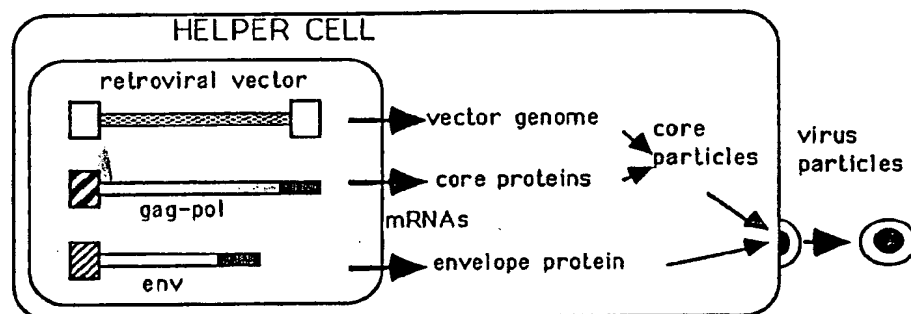 HELPER CELL
retroviral vector
vector genome
core
particles
virus
particles
core proteins
gag-pol
mRNAs
envelope protein
env